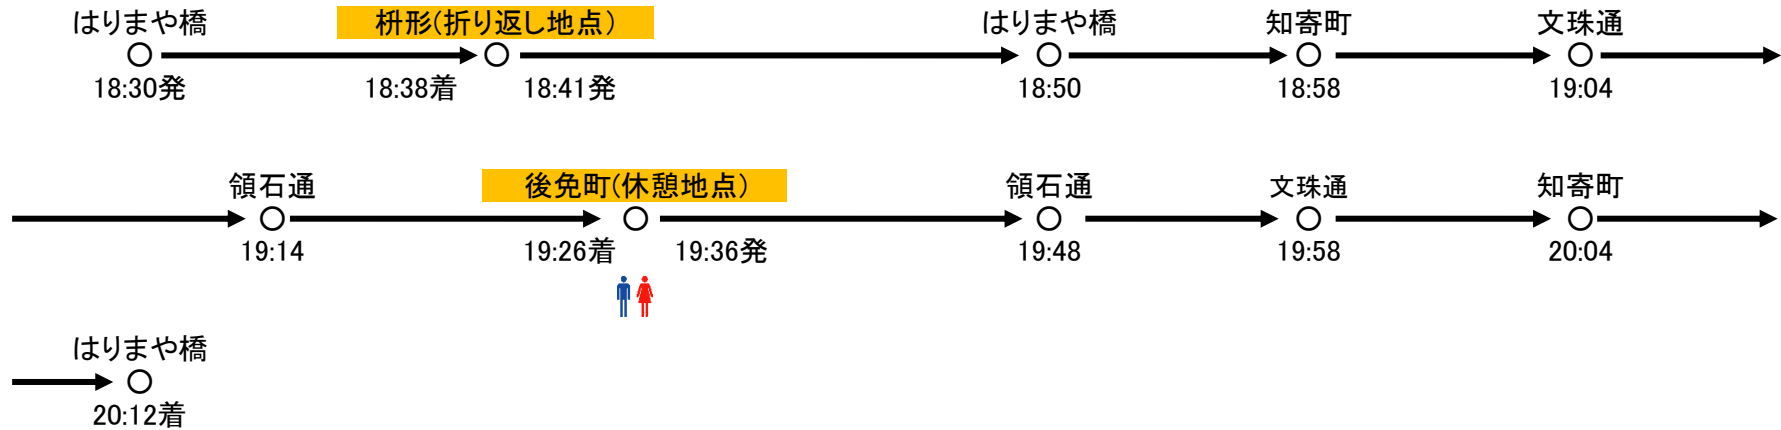 はりまや橋 枡形(折り返し地点) はりまや橋 知寄町 文珠通
18:30発 18:38着 18:41発 18:50 18:58 19:04
領石通 後免町(休憩地点) 領石通 文珠通 知寄町
19:14 19:26着 19:36発 19:48 19:58 20:04
はりまや橋
20:12着